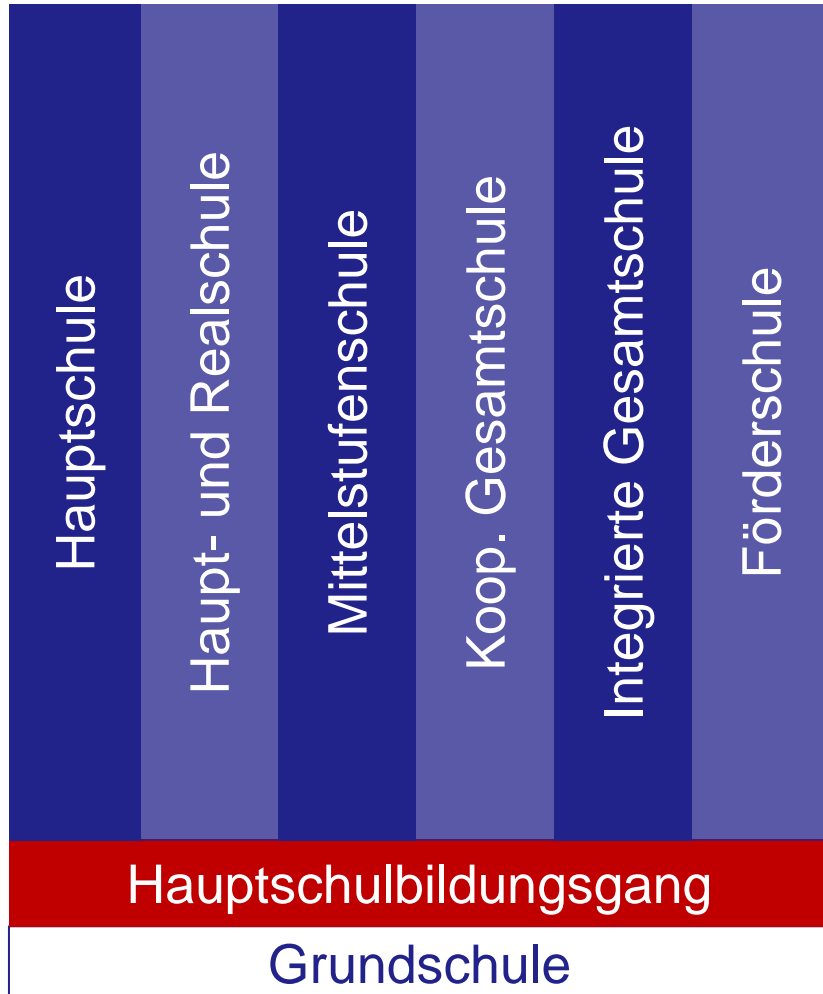 Hauptschule
Haupt- und Realschule
Mittelstufenschule
Koop. Gesamtschule
Integrierte Gesamtschule
Förderschule
Hauptschulbildungsgang
Grundschule